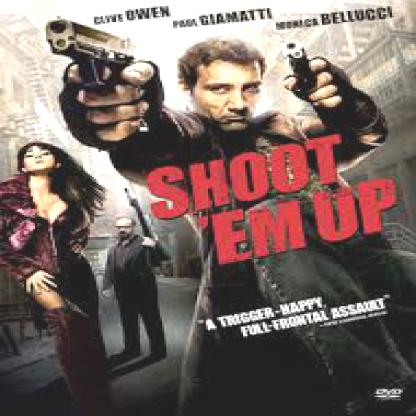 CLIVE OWEN PAUL GIAMATTI MONICA BELLUCCI
SHOOT
'EM UP
"A TRIGGER-HAPPY,
FULL-FRONTAL ASSAULT"
DVD